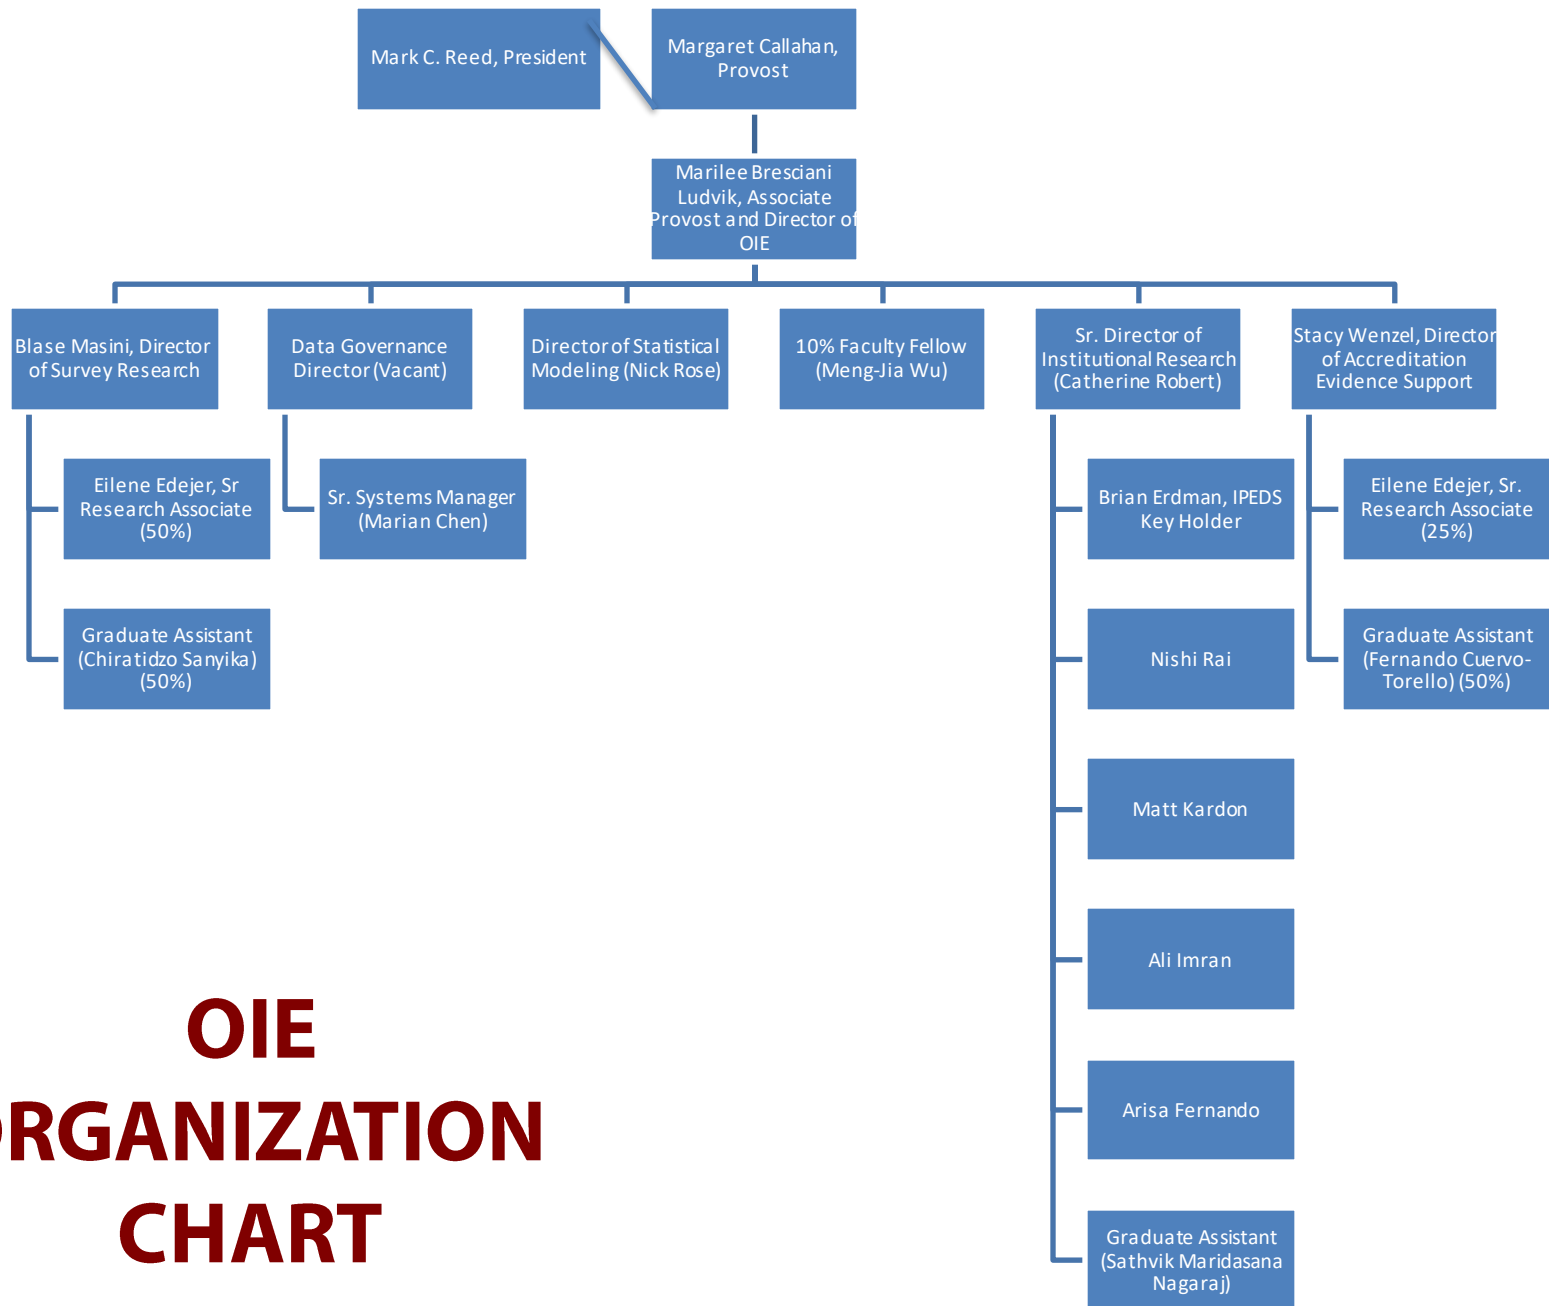 Mark C. Reed, President
Margaret Callahan,
Provost
Marilee Bresciani
Ludvik, Associate
Provost and Director of
OIE
Blase Masini, Director
of Survey Research
Data Governance
Director (Vacant)
Director of Statistical
Modeling (Nick Rose)
10% Faculty Fellow
(Meng-Jia Wu)
Sr. Director of
Institutional Research
(Catherine Robert)
Stacy Wenzel, Director
of Accreditation
Evidence Support
Eilene Edejer, Sr
Research Associate
(50%)
Sr. Systems Manager
(Marian Chen)
Brian Erdman, IPEDS
Key Holder
Eilene Edejer, Sr.
Research Associate
(25%)
Graduate Assistant
(Chiratidzo Sanyika)
(50%)
Nishi Rai
Graduate Assistant
(Fernando Cuervo-
Torello) (50%)
Matt Kardon
Ali Imran
Arisa Fernando
Graduate Assistant
(Sathvik Maridasana
Nagaraj)
OIE
ORGANIZATION
CHART